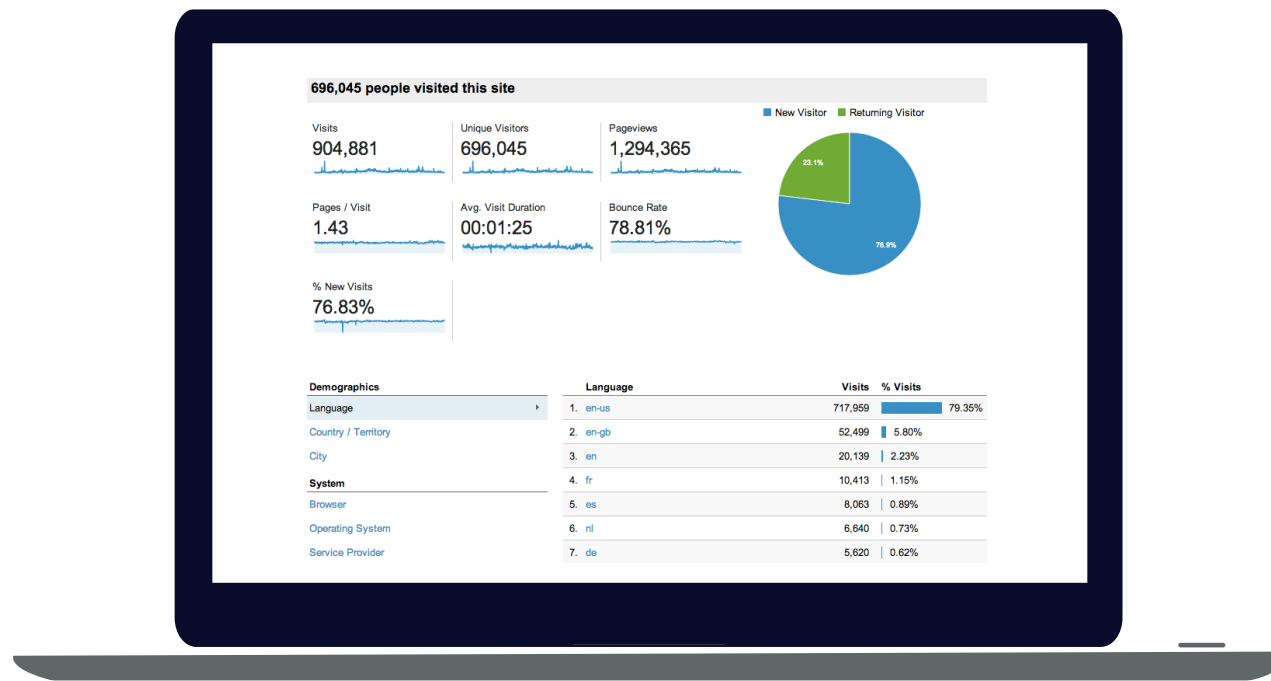 696,045 people visited this site
New Visitor Returning Visitor
Visits Unique Visitors Pageviews
904,881 696,045 1,294,365
23.1%
76.9%
Pages / Visit Avg. Visit Duration Bounce Rate
1.43 00:01:25 78.81%
% New Visits
76.83%
Demographics
Language
Country / Territory
City
System
Browser
Operating System
Service Provider
Language Visits % Visits
1. en-us 717,959 79.35%
2. en-gb 52,499 5.80%
3. en 20,139 2.23%
4. fr 10,413 1.15%
5. es 8,063 0.89%
6. nl 6,640 0.73%
7. de 5,620 0.62%